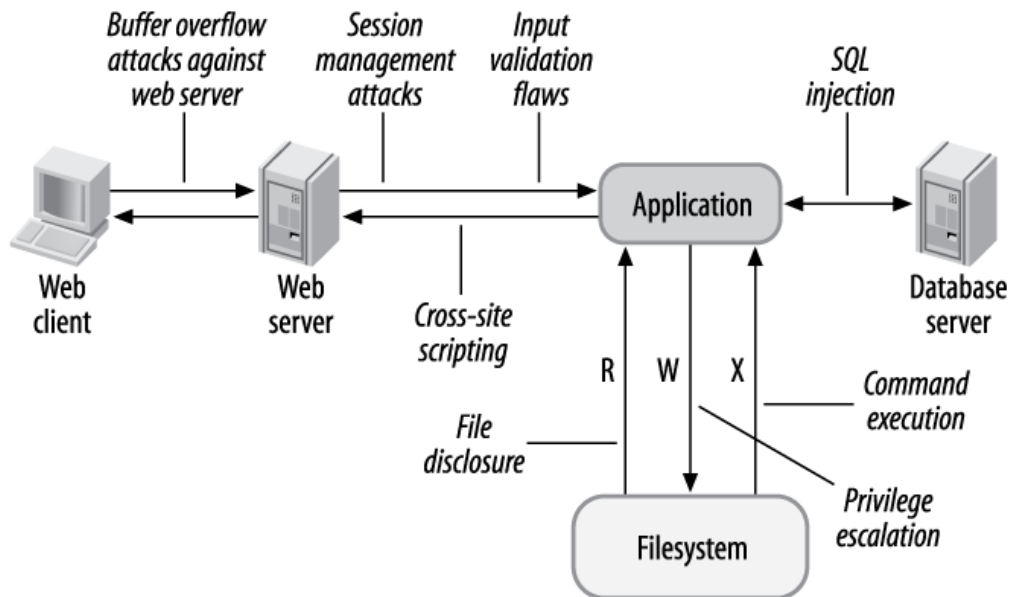 Buffer overflow
attacks against
web server
Session
management
attacks
Input
validation
flaws
SQL
injection
Application
Web
client
Web
server
Database
server
Cross-site
scripting
R
W
X
Command
execution
File
disclosure
Privilege
escalation
Filesystem